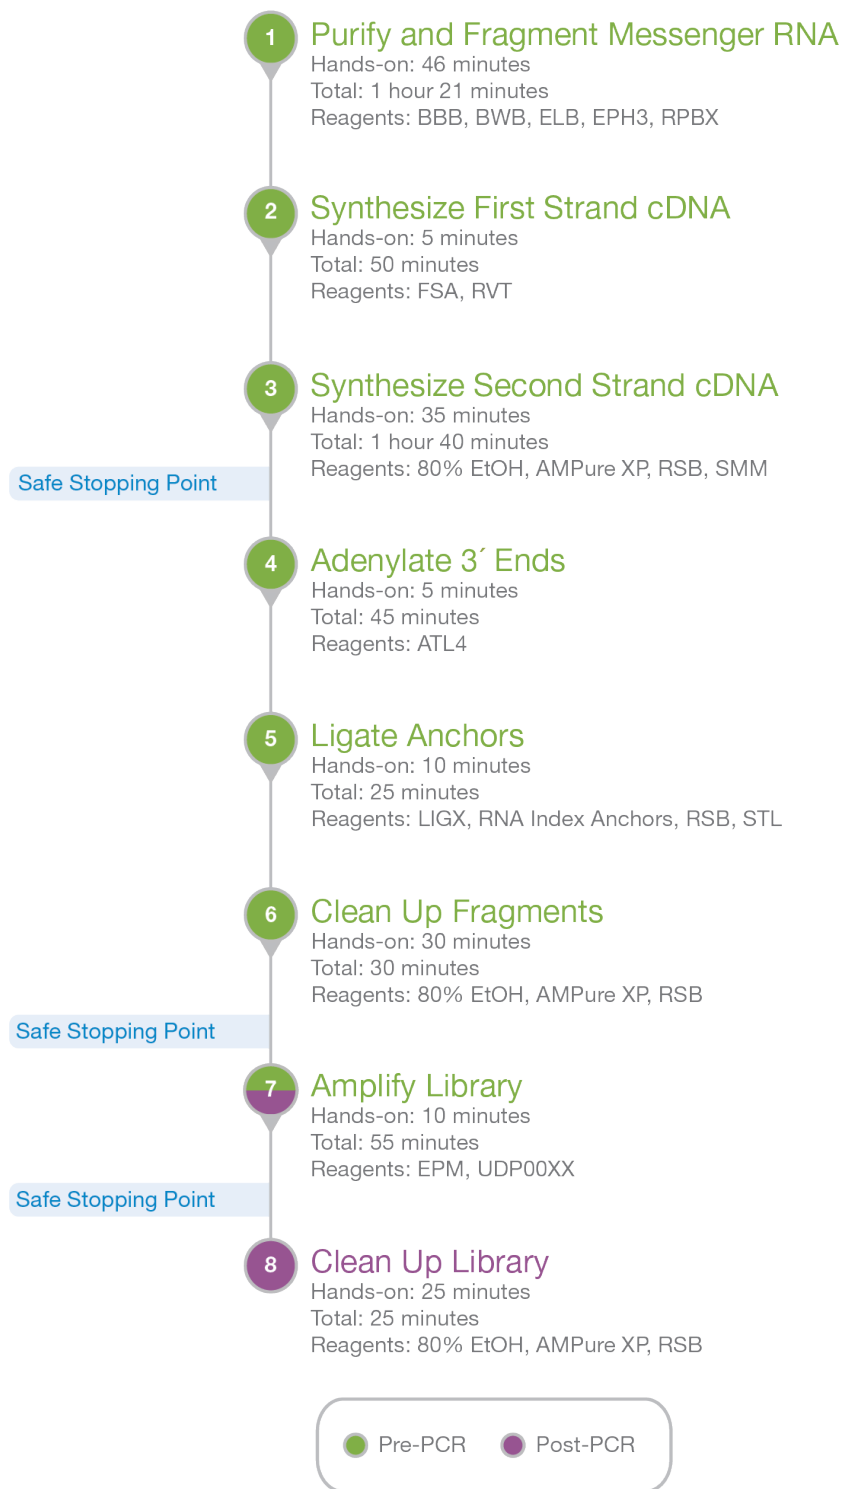 1
Purify and Fragment Messenger RNA
Hands-on: 46 minutes
Total: 1 hour 21 minutes
Reagents: BBB, BWB, ELB, EPH3, RPBX
2
Synthesize First Strand cDNA
Hands-on: 5 minutes
Total: 50 minutes
Reagents: FSA, RVT
3
Synthesize Second Strand cDNA
Hands-on: 35 minutes
Total: 1 hour 40 minutes
Reagents: 80% EtOH, AMPure XP, RSB, SMM
Safe Stopping Point
4
Adenylate 3´ Ends
Hands-on: 5 minutes
Total: 45 minutes
Reagents: ATL4
5
Ligate Anchors
Hands-on: 10 minutes
Total: 25 minutes
Reagents: LIGX, RNA Index Anchors, RSB, STL
6
Clean Up Fragments
Hands-on: 30 minutes
Total: 30 minutes
Reagents: 80% EtOH, AMPure XP, RSB
Safe Stopping Point
7
Amplify Library
Hands-on: 10 minutes
Total: 55 minutes
Reagents: EPM, UDP00XX
Safe Stopping Point
8
Clean Up Library
Hands-on: 25 minutes
Total: 25 minutes
Reagents: 80% EtOH, AMPure XP, RSB
Pre-PCR
Post-PCR